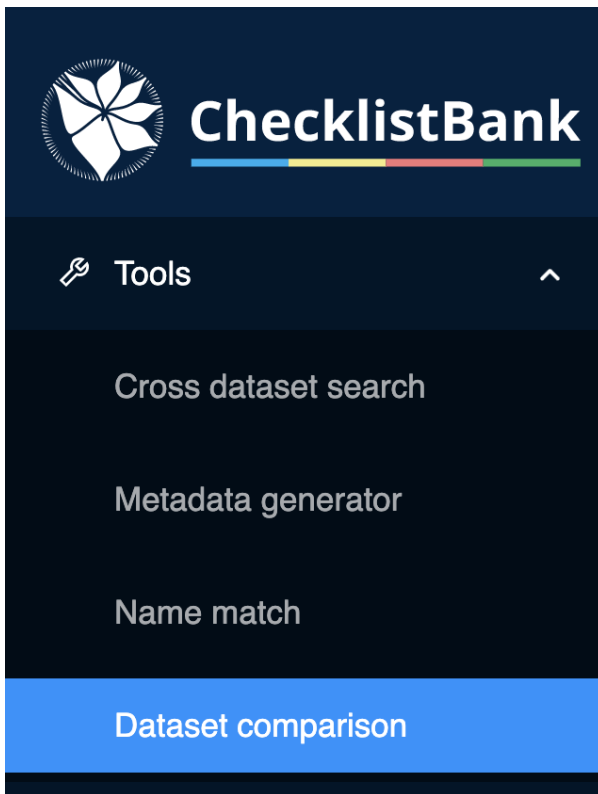 ChecklistBank
Tools
Cross dataset search
Metadata generator
Name match
Dataset comparison